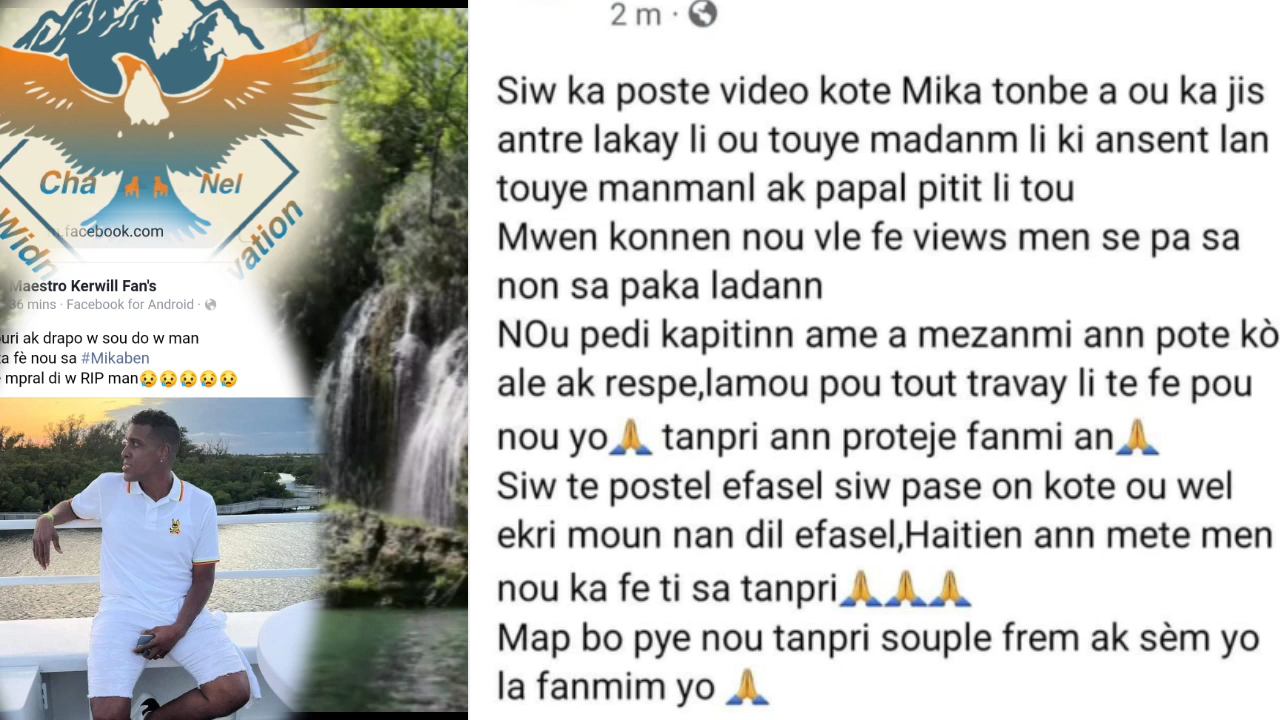 Cha Nel
facebook.com
Maestro Kerwill Fan's
36 mins · Facebook for Android ·
ak drapo w sou do w man
fè nou sa #Mikaben
mpral di w RIP man😢😢😢😢😢
2 m ·
Siw ka poste video kote Mika tonbe a ou ka jis
antre lakay li ou touye madanm li ki ansent lan
touye manmanl ak papal pitit li tou
Mwen konnen nou vle fe views men se pa sa
non sa paka ladann
NOu pedi kapitinn ame a mezanmi ann pote kò
ale ak respe,lamou pou tout travay li te fe pou
nou yo🙏 tanpri ann proteje fanmi an🙏
Siw te postel efasel siw pase on kote ou wel
ekri moun nan dil efasel,Haitien ann mete men
nou ka fe ti sa tanpri🙏🙏🙏
Map bo pye nou tanpri souple frem ak sèm yo
la fanmim yo 🙏